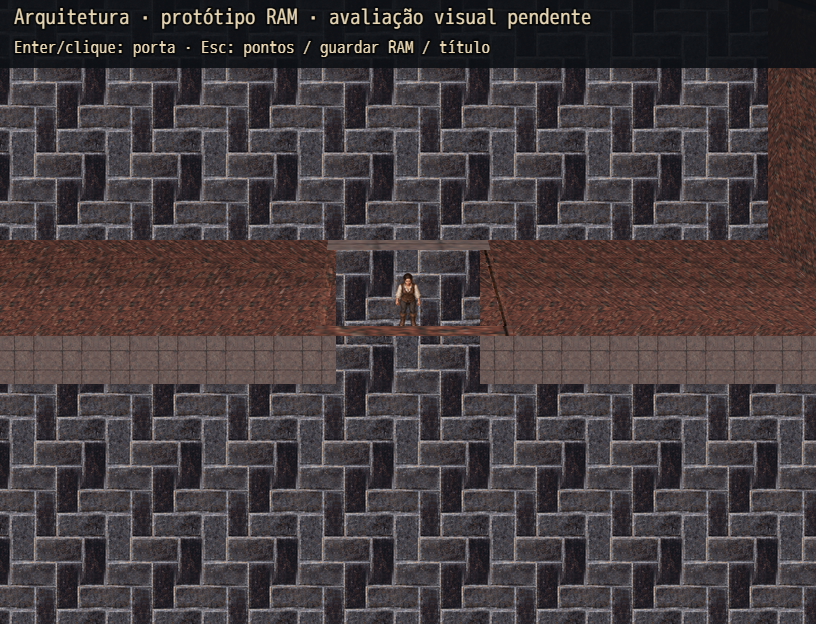 Arquitetura · protótipo RAM · avaliação visual pendente
Enter/clique: porta · Esc: pontos / guardar RAM / título